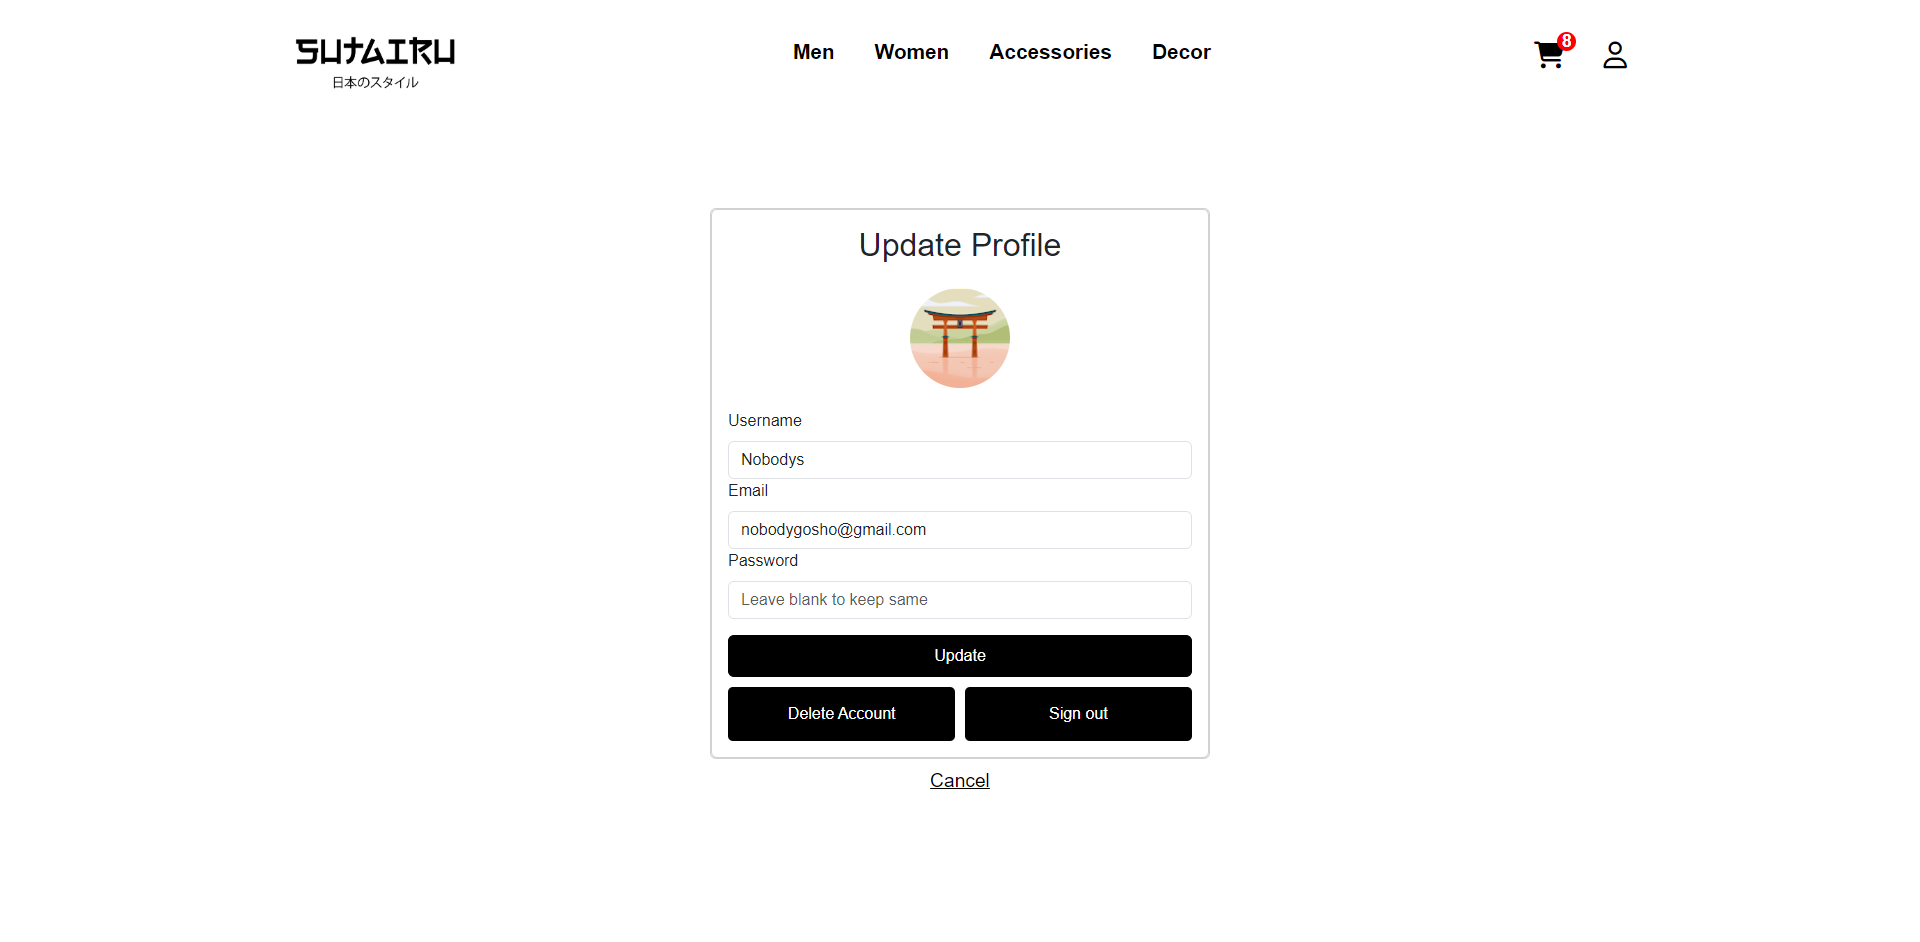 SUTAIRU
日本のスタイル
Men Women Accessories Decor
8
Update Profile
Username
Nobodys
Email
nobodygosho@gmail.com
Password
Leave blank to keep same
Update
Delete Account Sign out
Cancel